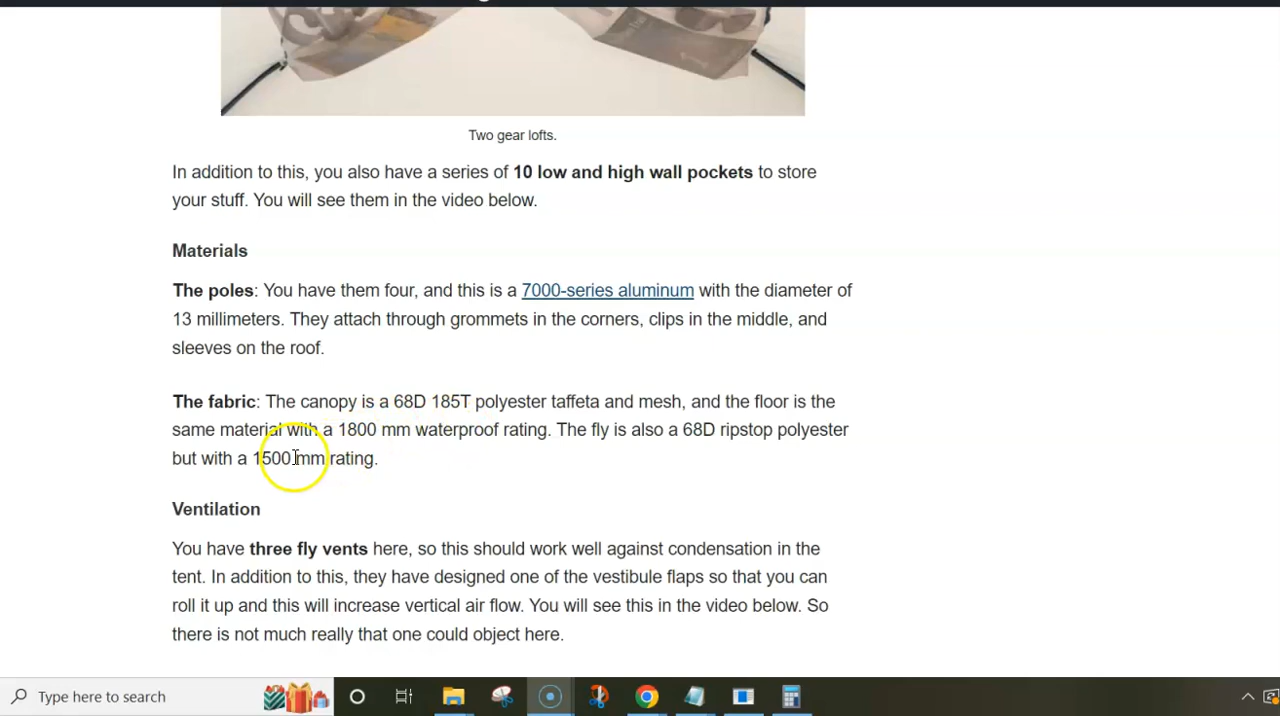 Two gear lofts.
In addition to this, you also have a series of 10 low and high wall pockets to store
your stuff. You will see them in the video below.
Materials
The poles: You have them four, and this is a 7000-series aluminum with the diameter of
13 millimeters. They attach through grommets in the corners, clips in the middle, and
sleeves on the roof.
The fabric: The canopy is a 68D 185T polyester taffeta and mesh, and the floor is the
same material with a 1800 mm waterproof rating. The fly is also a 68D ripstop polyester
but with a 1500 mm rating.
Ventilation
You have three fly vents here, so this should work well against condensation in the
tent. In addition to this, they have designed one of the vestibule flaps so that you can
roll it up and this will increase vertical air flow. You will see this in the video below. So
there is not much really that one could object here.
Type here to search